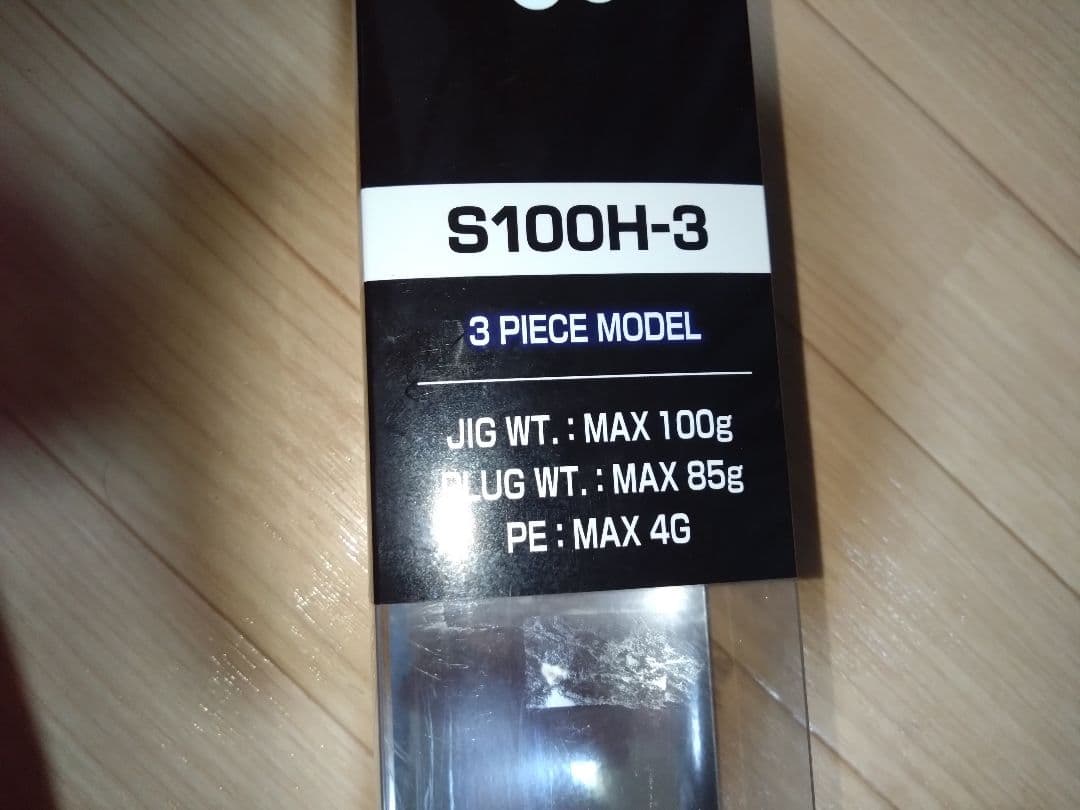 S100H-3
3 PIECE MODEL
JIG WT. : MAX 100g
PLUG WT. : MAX 85g
PE : MAX 4G